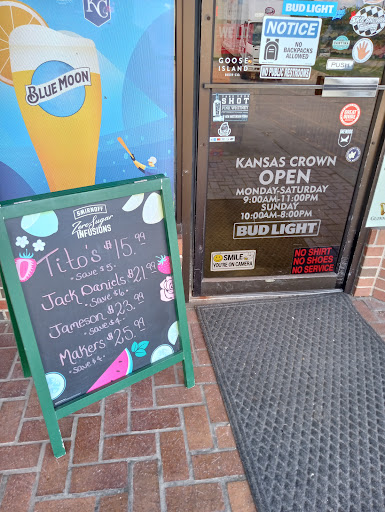 KC
BLUE MOON
SMIRNOFF
Zero Sugar
INFUSIONS
Tito's $15.99
• Save $5 •
Jack Daniels $21.99
• Save $6 •
Jameson $23.99
• Save $4 •
Makers $25.99
• Save $4 •
BUD LIGHT
NOTICE
NO
BACKPACKS
ALLOWED
NO PUBLIC RESTROOMS
GOOSE
ISLAND
BEER CO.
PUSH
SHOT
KANSAS CROWN
OPEN
MONDAY-SATURDAY
9:00AM-11:00PM
SUNDAY
10:00AM-8:00PM
BUD LIGHT
SMILE
YOU'RE ON CAMERA
NO SHIRT
NO SHOES
NO SERVICE